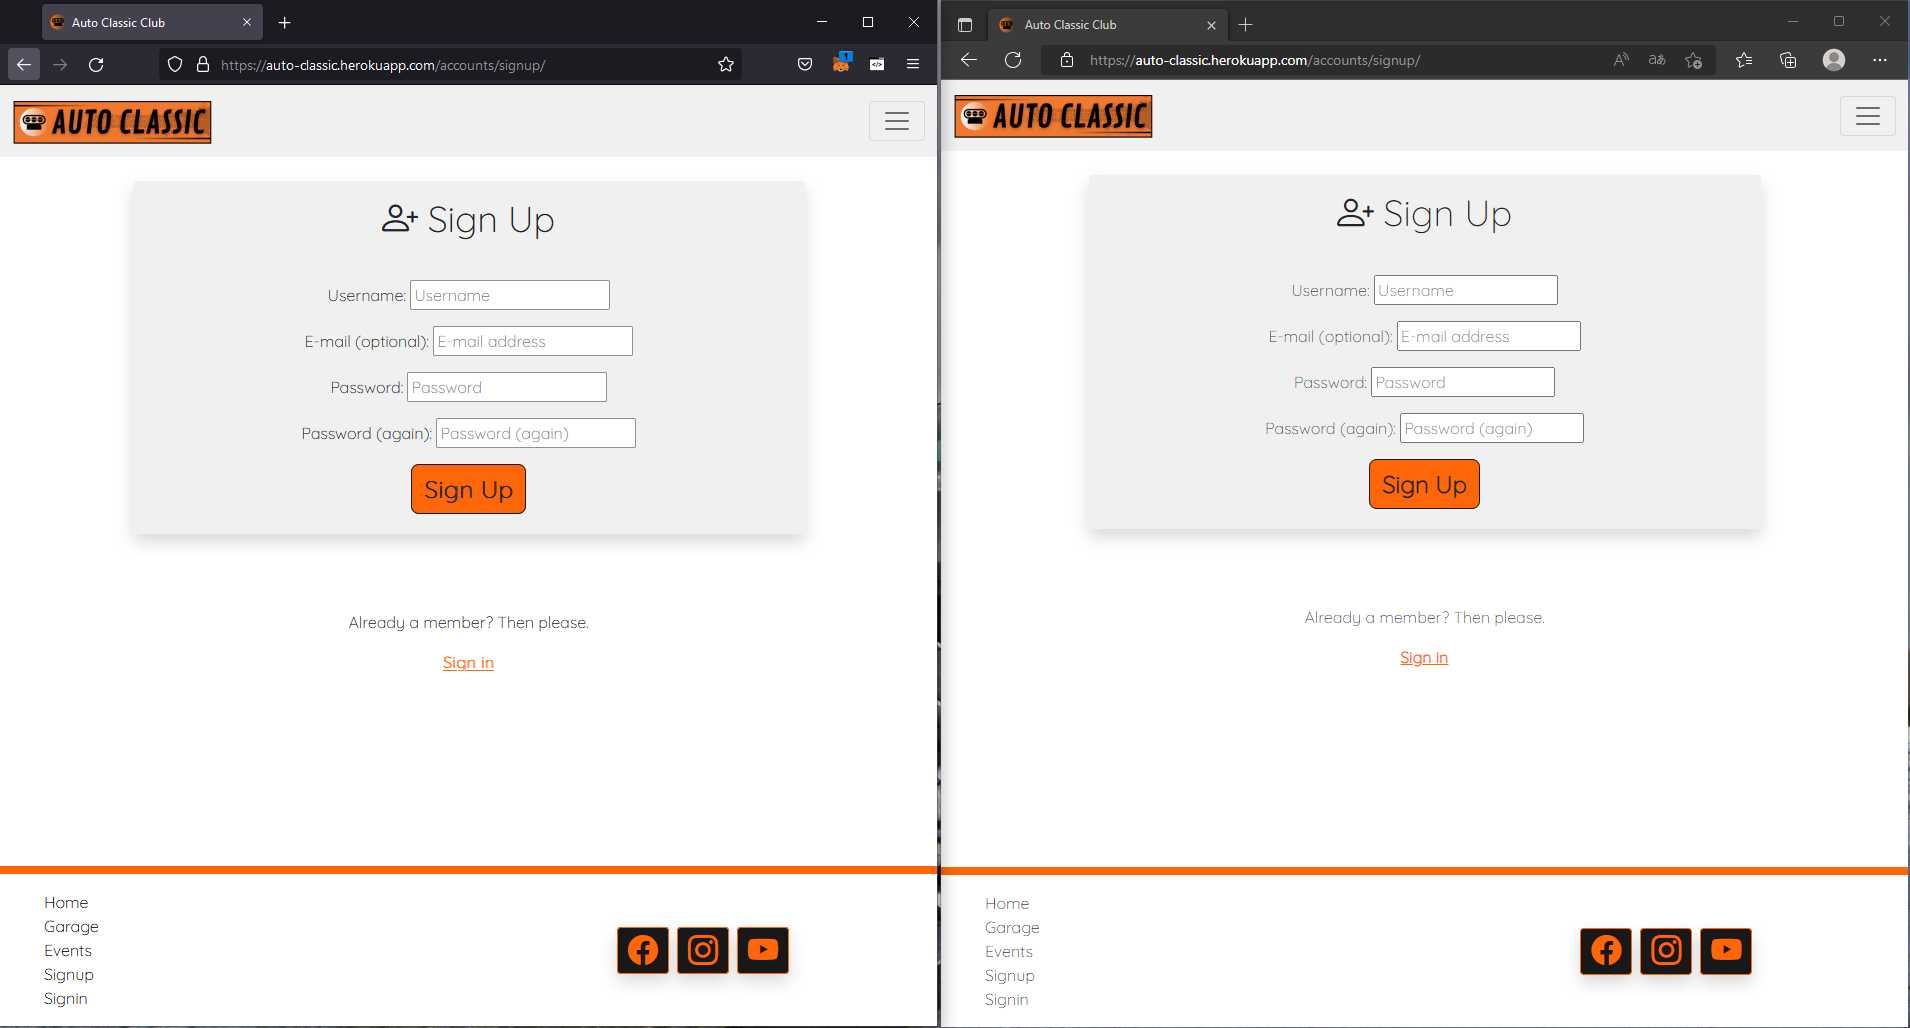 Auto Classic Club
https://auto-classic.herokuapp.com/accounts/signup/
1
AUTO CLASSIC
Sign Up
Username: Username
E-mail (optional): E-mail address
Password: Password
Password (again): Password (again)
Sign Up
Already a member? Then please.
Sign in
Home
Garage
Events
Signup
Signin
Auto Classic Club
https://auto-classic.herokuapp.com/accounts/signup/
AUTO CLASSIC
Sign Up
Username: Username
E-mail (optional): E-mail address
Password: Password
Password (again): Password (again)
Sign Up
Already a member? Then please.
Sign in
Home
Garage
Events
Signup
Signin